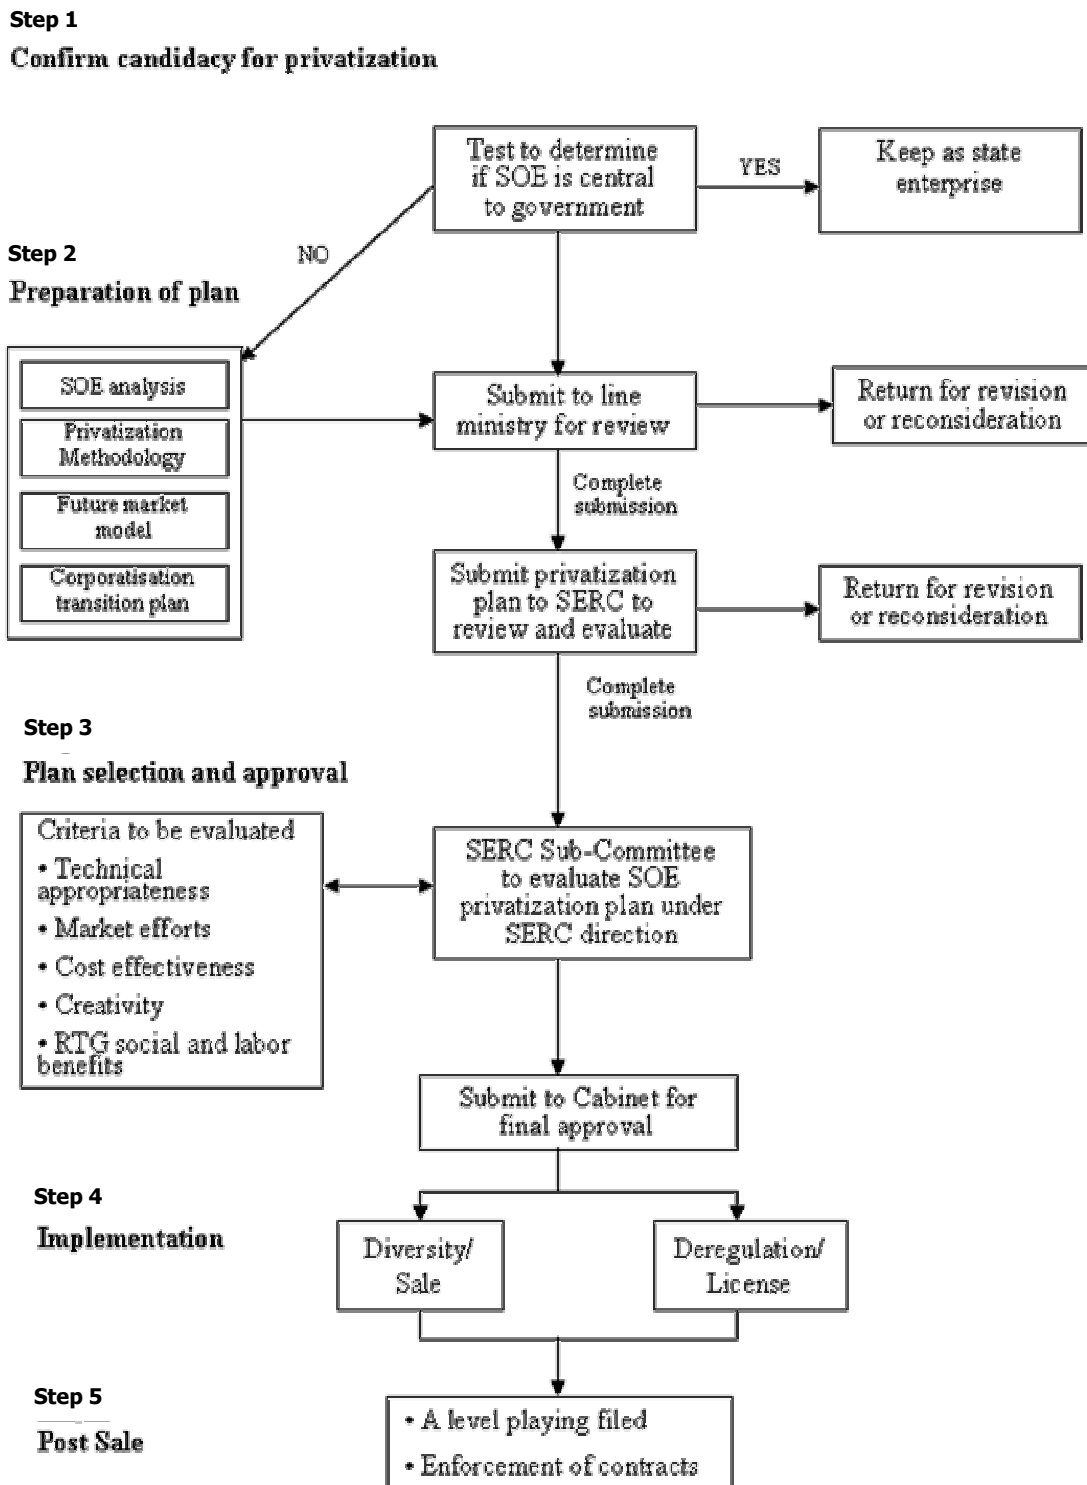 Step 1
Confirm candidacy for privatization
Test to determine
if SOE is central
to government
YES
Keep as state
enterprise
NO
Step 2
Preparation of plan
SOE analysis
Privatization
Methodology
Future market
model
Corporatisation
transition plan
Submit to line
ministry for review
Return for revision
or reconsideration
Complete
submission
Submit privatization
plan to SERC to
review and evaluate
Return for revision
or reconsideration
Complete
submission
Step 3
Plan selection and approval
Criteria to be evaluated
• Technical
appropriateness
• Market efforts
• Cost effectiveness
• Creativity
• RTG social and labor
benefits
SERC Sub-Committee
to evaluate SOE
privatization plan under
SERC direction
Submit to Cabinet for
final approval
Step 4
Implementation
Diversity/
Sale
Deregulation/
License
Step 5
Post Sale
• A level playing filed
• Enforcement of contracts